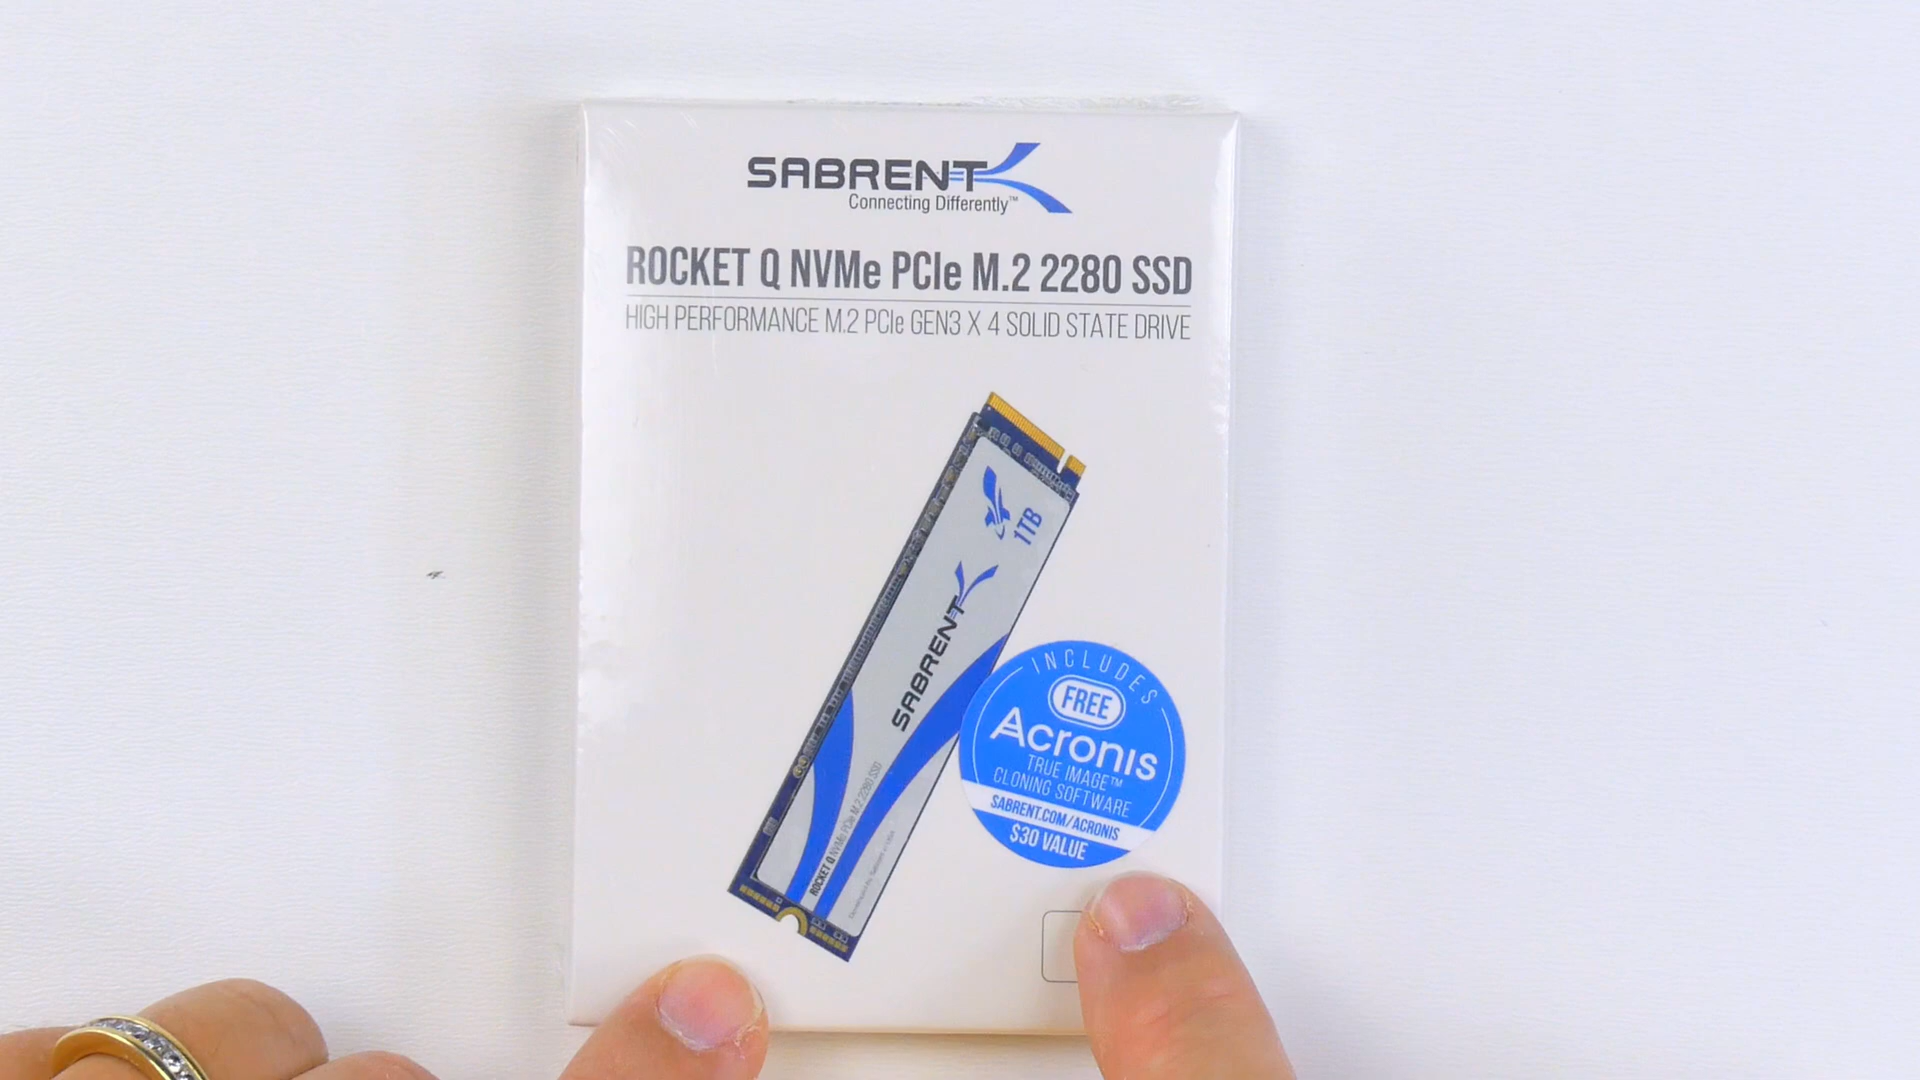 SABRENT
Connecting Differently™
ROCKET Q NVMe PCIe M.2 2280 SSD
HIGH PERFORMANCE M.2 PCIe GEN3 X 4 SOLID STATE DRIVE
1TB
SABRENT
ROCKET Q NVMe PCIe M.2 2280 SSD
INCLUDES
FREE
Acronis
TRUE IMAGE™
CLONING SOFTWARE
SABRENT.COM/ACRONIS
$30 VALUE